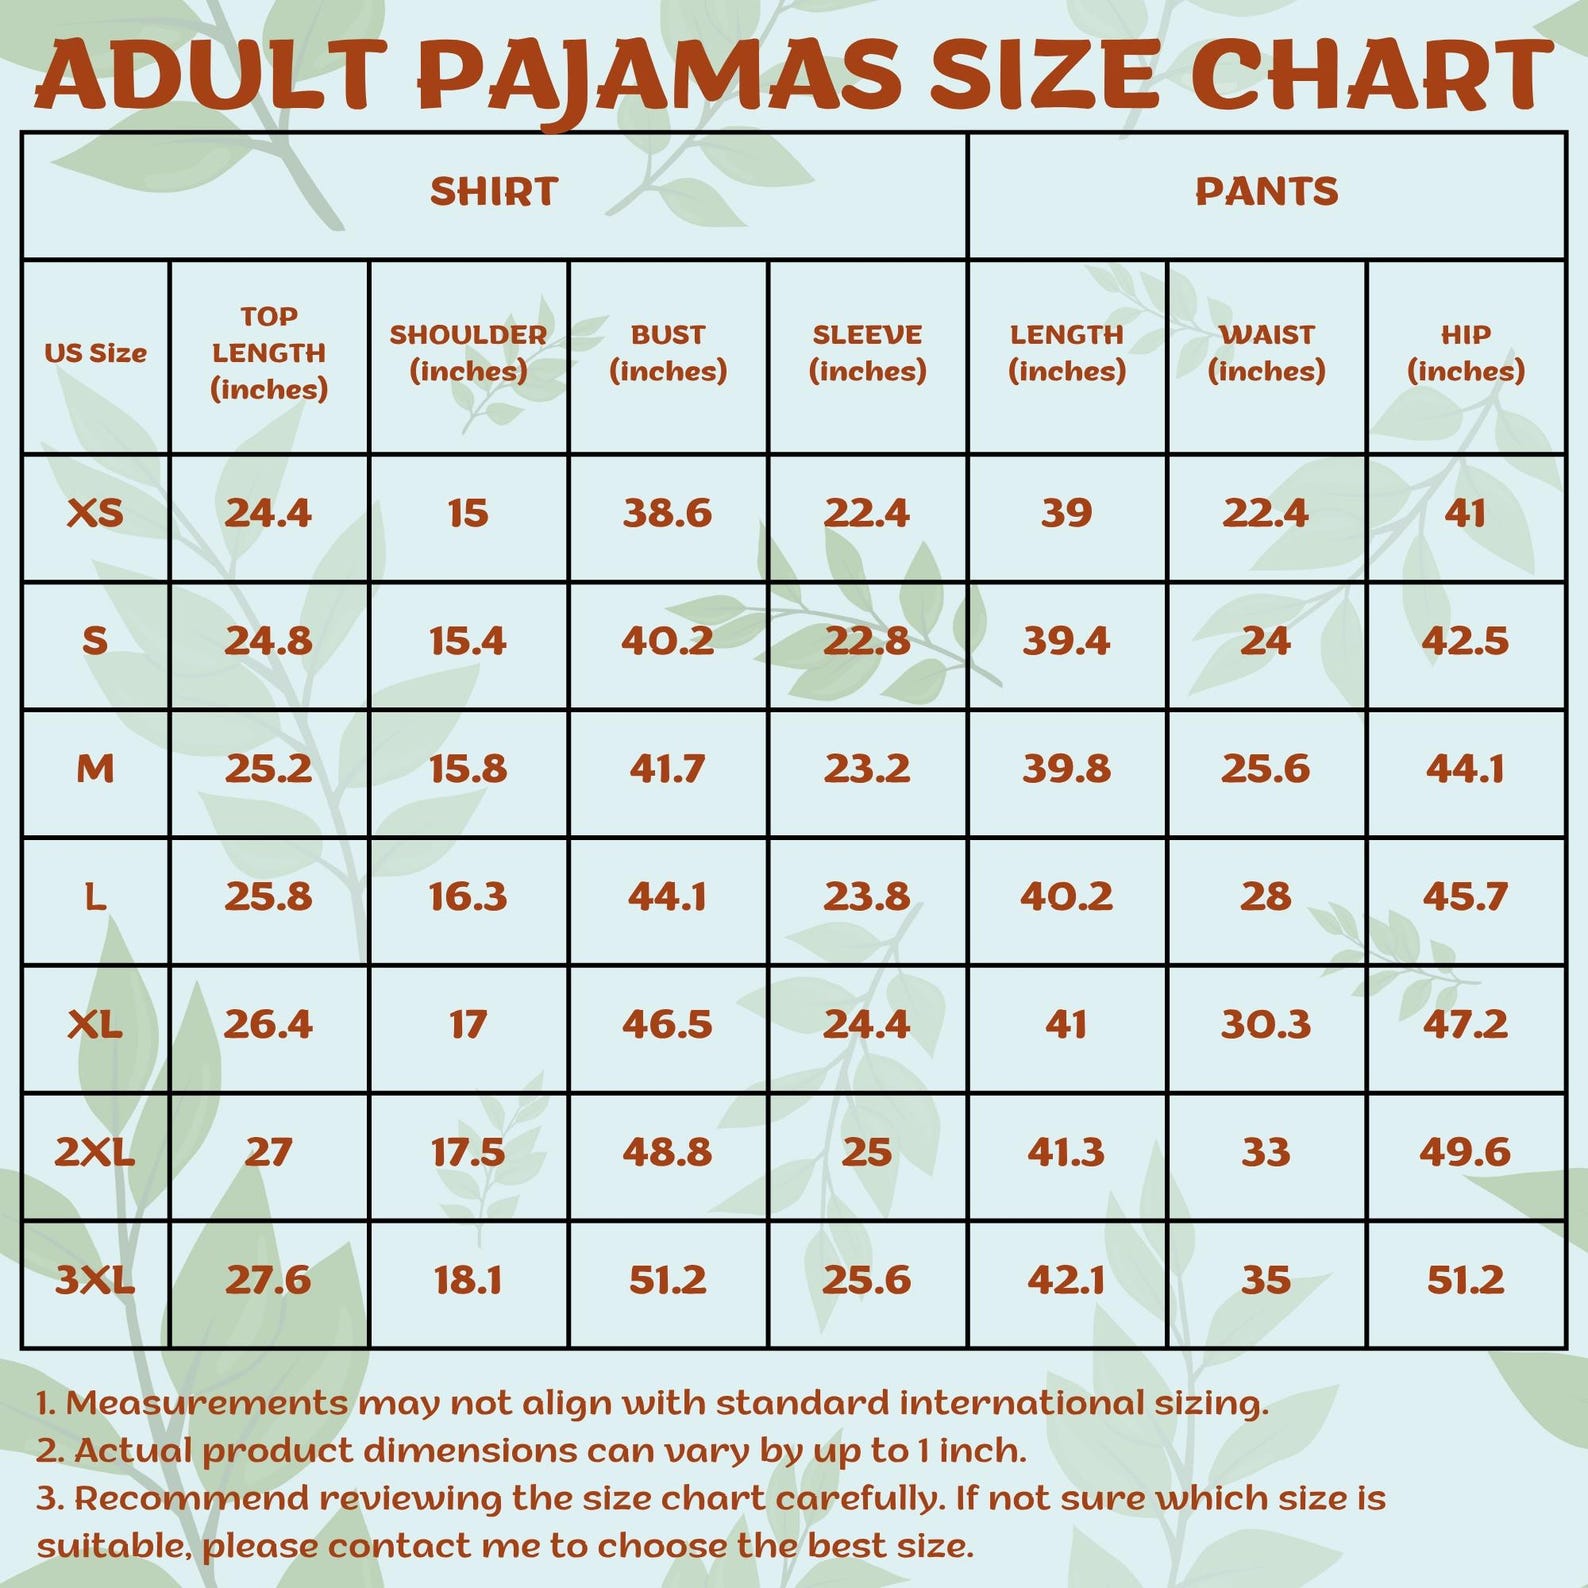 ADULT PAJAMAS SIZE CHART
SHIRT PANTS
US Size TOP LENGTH (inches) SHOULDER (inches) BUST (inches) SLEEVE (inches) LENGTH (inches) WAIST (inches) HIP (inches)
XS 24.4 15 38.6 22.4 39 22.4 41
S 24.8 15.4 40.2 22.8 39.4 24 42.5
M 25.2 15.8 41.7 23.2 39.8 25.6 44.1
L 25.8 16.3 44.1 23.8 40.2 28 45.7
XL 26.4 17 46.5 24.4 41 30.3 47.2
2XL 27 17.5 48.8 25 41.3 33 49.6
3XL 27.6 18.1 51.2 25.6 42.1 35 51.2
1. Measurements may not align with standard international sizing.
2. Actual product dimensions can vary by up to 1 inch.
3. Recommend reviewing the size chart carefully. If not sure which size is
suitable, please contact me to choose the best size.